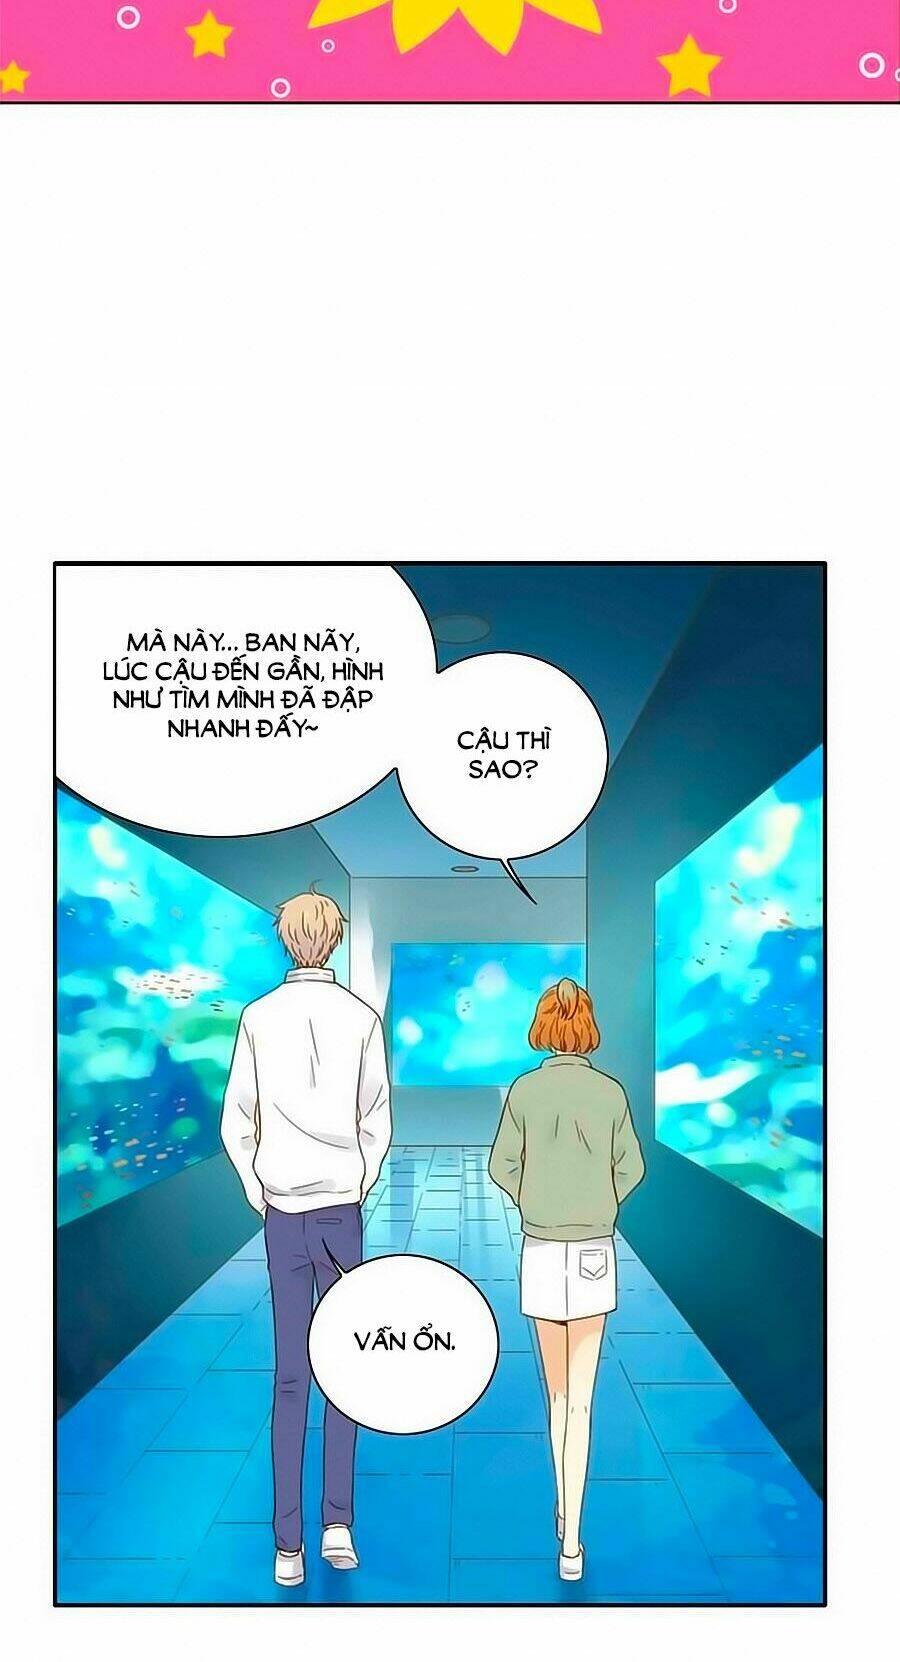 MÀ NÀY... BAN NÃY,
LÚC CẬU ĐẾN GẦN, HÌNH
NHƯ TÌM MÌNH ĐÃ ĐẬP
NHANH ĐẤY~
CẬU THÌ
SAO?
VẪN ỔN.